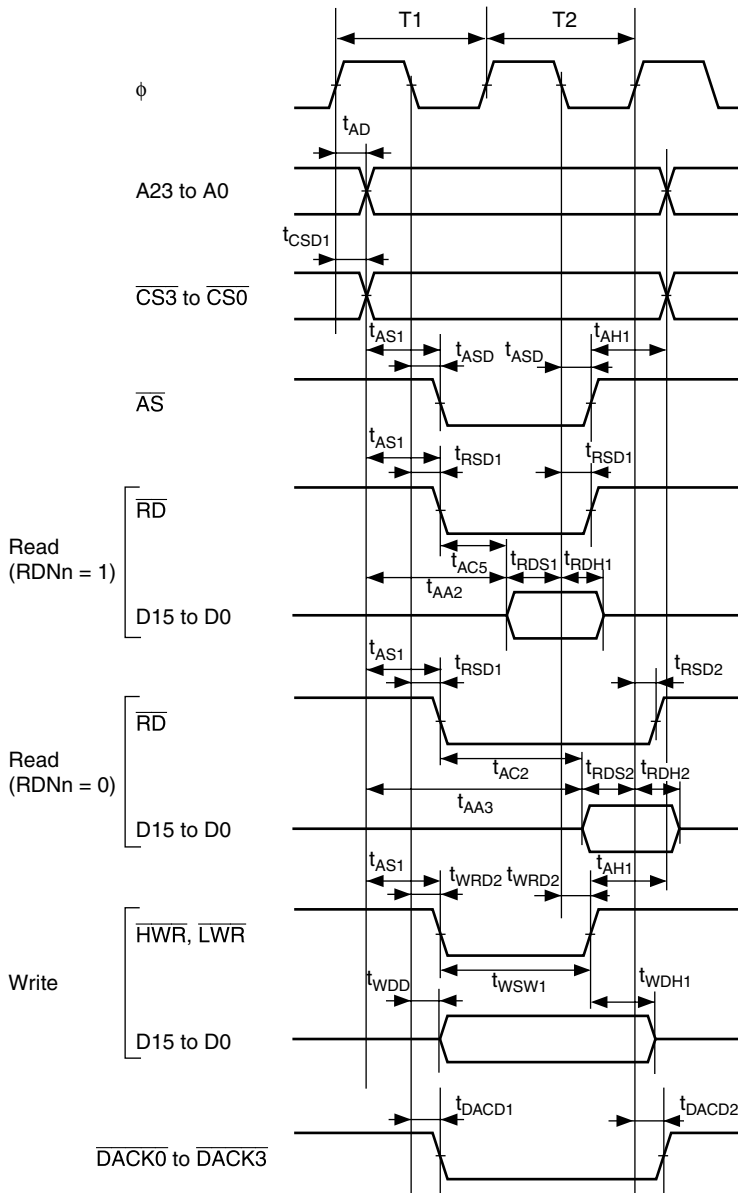 T1 T2
ϕ
tAD
A23 to A0
tCSD1
CS3 to CS0
tAS1 tASD tASD tAH1
AS
tAS1 tRSD1 tRSD1
RD
Read
(RDNn = 1)
tAC5 tRDS1 tRDH1
tAA2
D15 to D0
tAS1 tRSD1 tRSD2
RD
Read
(RDNn = 0)
tAC2 tRDS2 tRDH2
tAA3
D15 to D0
tAS1 tWRD2 tWRD2 tAH1
HWR, LWR
Write
tWDD tWSW1 tWDH1
D15 to D0
tDACD1 tDACD2
DACK0 to DACK3